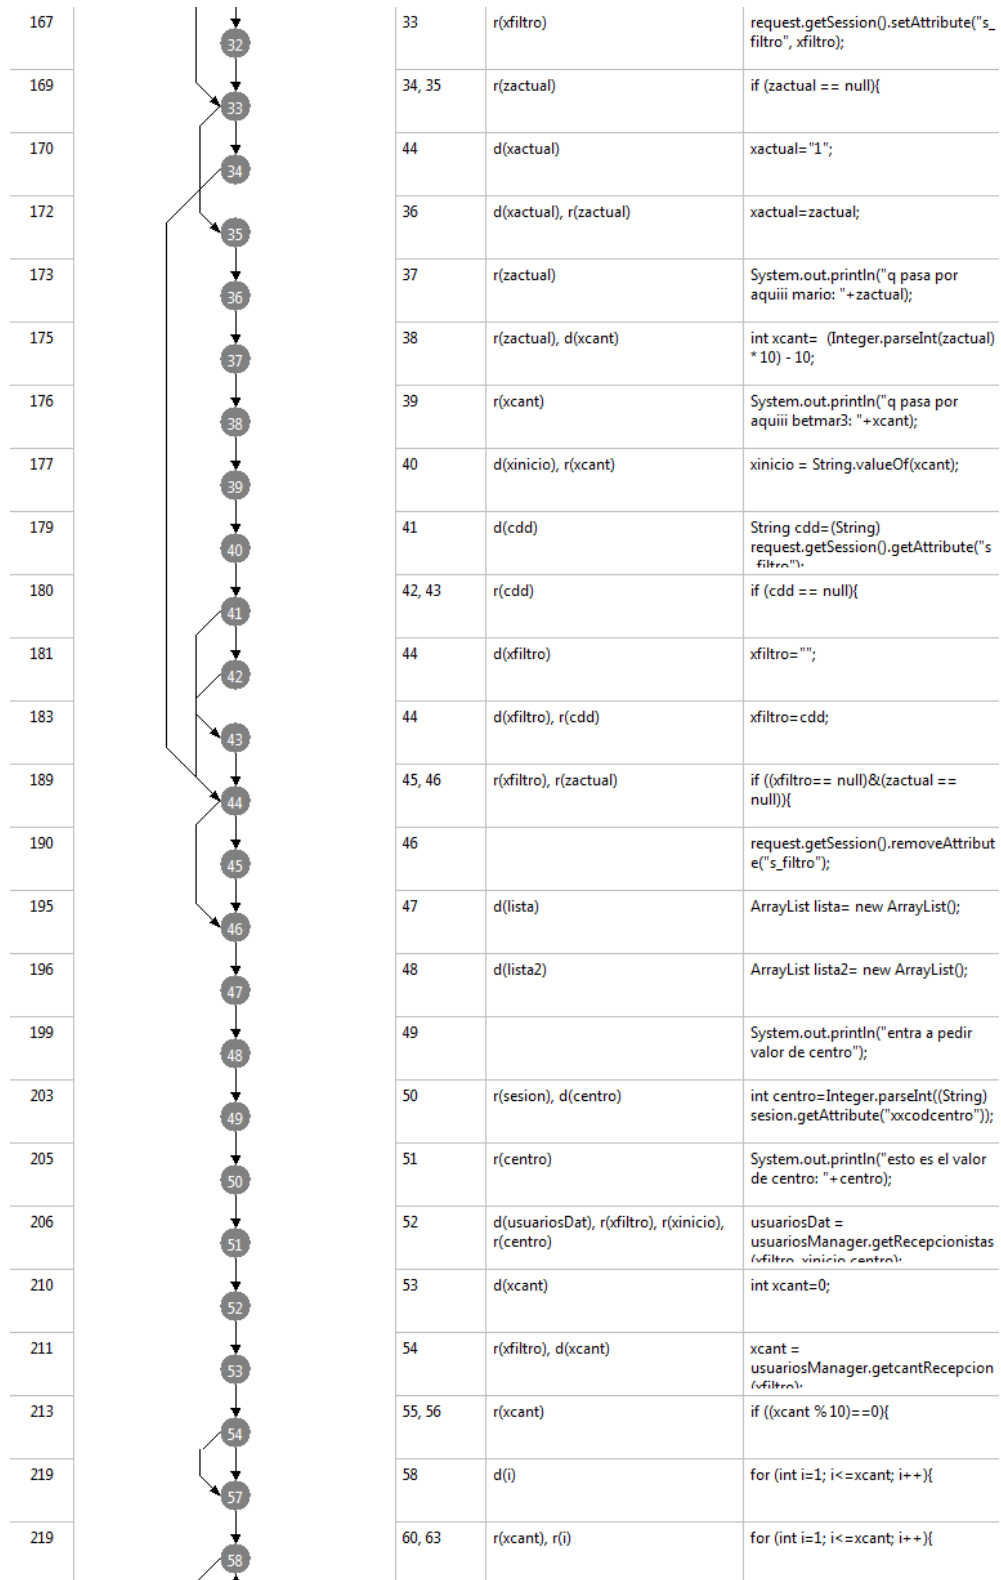 167 32 33 r(xfiltro) request.getSession().setAttribute("s_
filtro", xfiltro);
169 33 34, 35 r(zactual) if (zactual == null){
170 34 44 d(xactual) xactual="1";
172 35 36 d(xactual), r(zactual) xactual=zactual;
173 36 37 r(zactual) System.out.println("q pasa por
aquiii mario: "+zactual);
175 37 38 r(zactual), d(xcant) int xcant= (Integer.parseInt(zactual)
* 10) - 10;
176 38 39 r(xcant) System.out.println("q pasa por
aquiii betmar3: "+xcant);
177 39 40 d(xinicio), r(xcant) xinicio = String.valueOf(xcant);
179 40 41 d(cdd) String cdd=(String)
request.getSession().getAttribute("s
_filtro");
180 41 42, 43 r(cdd) if (cdd == null){
181 42 44 d(xfiltro) xfiltro="";
183 43 44 d(xfiltro), r(cdd) xfiltro=cdd;
189 44 45, 46 r(xfiltro), r(zactual) if ((xfiltro== null)&(zactual ==
null)){
190 45 46 request.getSession().removeAttribut
e("s_filtro");
195 46 47 d(lista) ArrayList lista= new ArrayList();
196 47 48 d(lista2) ArrayList lista2= new ArrayList();
199 48 49 System.out.println("entra a pedir
valor de centro");
203 49 50 r(sesion), d(centro) int centro=Integer.parseInt((String)
sesion.getAttribute("xxcodcentro"));
205 50 51 r(centro) System.out.println("esto es el valor
de centro: "+centro);
206 51 52 d(usuariosDat), r(xfiltro), r(xinicio), usuariosDat =
r(centro) usuariosManager.getRecepcionistas
(xfiltro, xinicio,centro);
210 52 53 d(xcant) int xcant=0;
211 53 54 r(xfiltro), d(xcant) xcant =
usuariosManager.getcantRecepcion
(xfiltro);
213 54 55, 56 r(xcant) if ((xcant % 10)==0){
219 57 58 d(i) for (int i=1; i<=xcant; i++){
219 58 60, 63 r(xcant), r(i) for (int i=1; i<=xcant; i++){